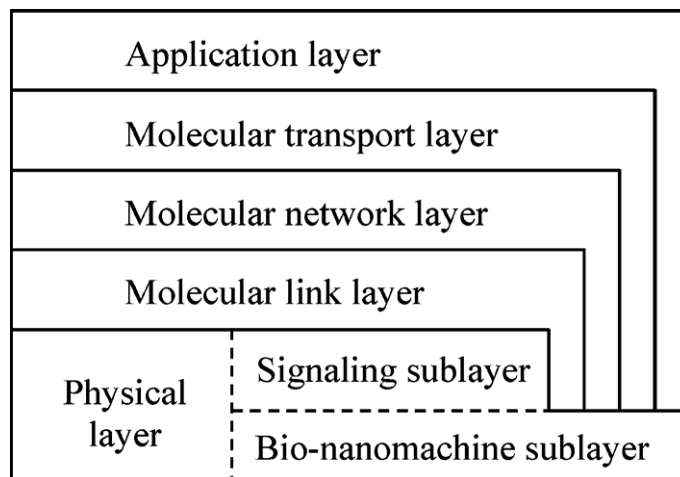 Application layer
Molecular transport layer
Molecular network layer
Molecular link layer
Physical
layer
Signaling sublayer
Bio-nanomachine sublayer